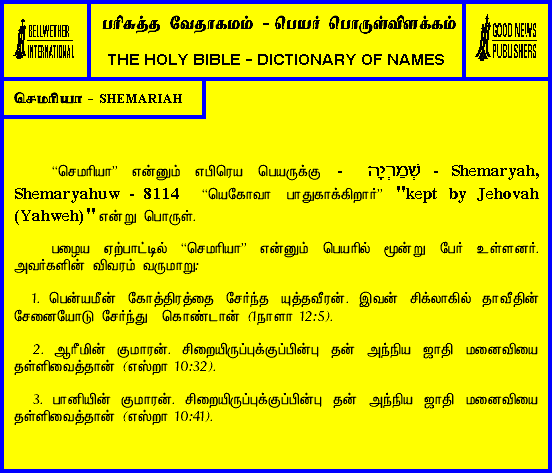 BELLWETHER
INTERNATIONAL
பரிசுத்த வேதாகமம் - பெயர் பொருள்விளக்கம்
THE HOLY BIBLE - DICTIONARY OF NAMES
GOOD NEWS
PUBLISHERS
செமரியா - SHEMARIAH
“செமரியா” என்னும் எபிரெய பெயருக்கு - שְׁמַרְיָה - Shemaryah,
Shemaryahuw - 8114 “யெகோவா பாதுகாக்கிறார்” "kept by Jehovah
(Yahweh)" என்று பொருள்.
பழைய ஏற்பாட்டில் “செமரியா” என்னும் பெயரில் மூன்று பேர் உள்ளனர்.
அவர்களின் விவரம் வருமாறு:
1. பென்யமீன் கோத்திரத்தை சேர்ந்த யுத்தவீரன். இவன் சிக்லாகில் தாவீதின்
சேனையோடு சேர்ந்து கொண்டான் (1நாளா 12:5).
2. ஆரீமின் குமாரன். சிறையிருப்புக்குப்பின்பு தன் அந்நிய ஜாதி மனைவியை
தள்ளிவைத்தான் (எஸ்றா 10:32).
3. பானியின் குமாரன். சிறையிருப்புக்குப்பின்பு தன் அந்நிய ஜாதி மனைவியை
தள்ளிவைத்தான் (எஸ்றா 10:41).